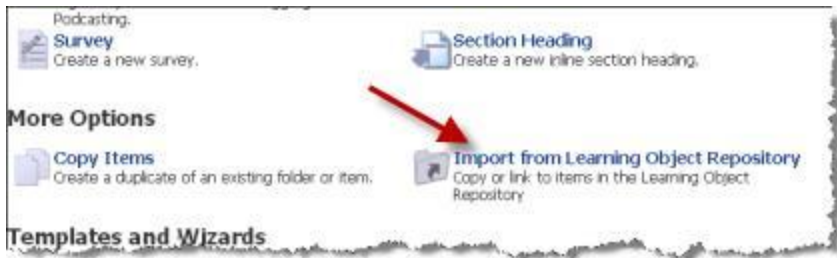 Podcasting.
Survey
Create a new survey.
Section Heading
Create a new inline section heading.
More Options
Copy Items
Create a duplicate of an existing folder or item.
Import from Learning Object Repository
Copy or link to items in the Learning Object
Repository
Templates and Wizards